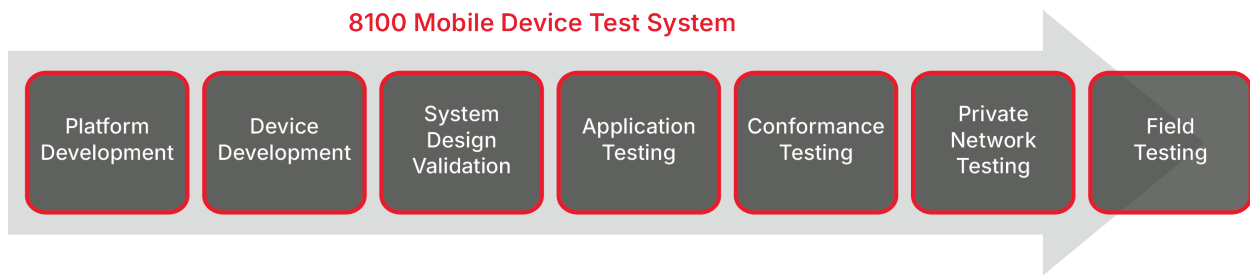 8100 Mobile Device Test System
Platform
Development
Device
Development
System
Design
Validation
Application
Testing
Conformance
Testing
Private
Network
Testing
Field
Testing